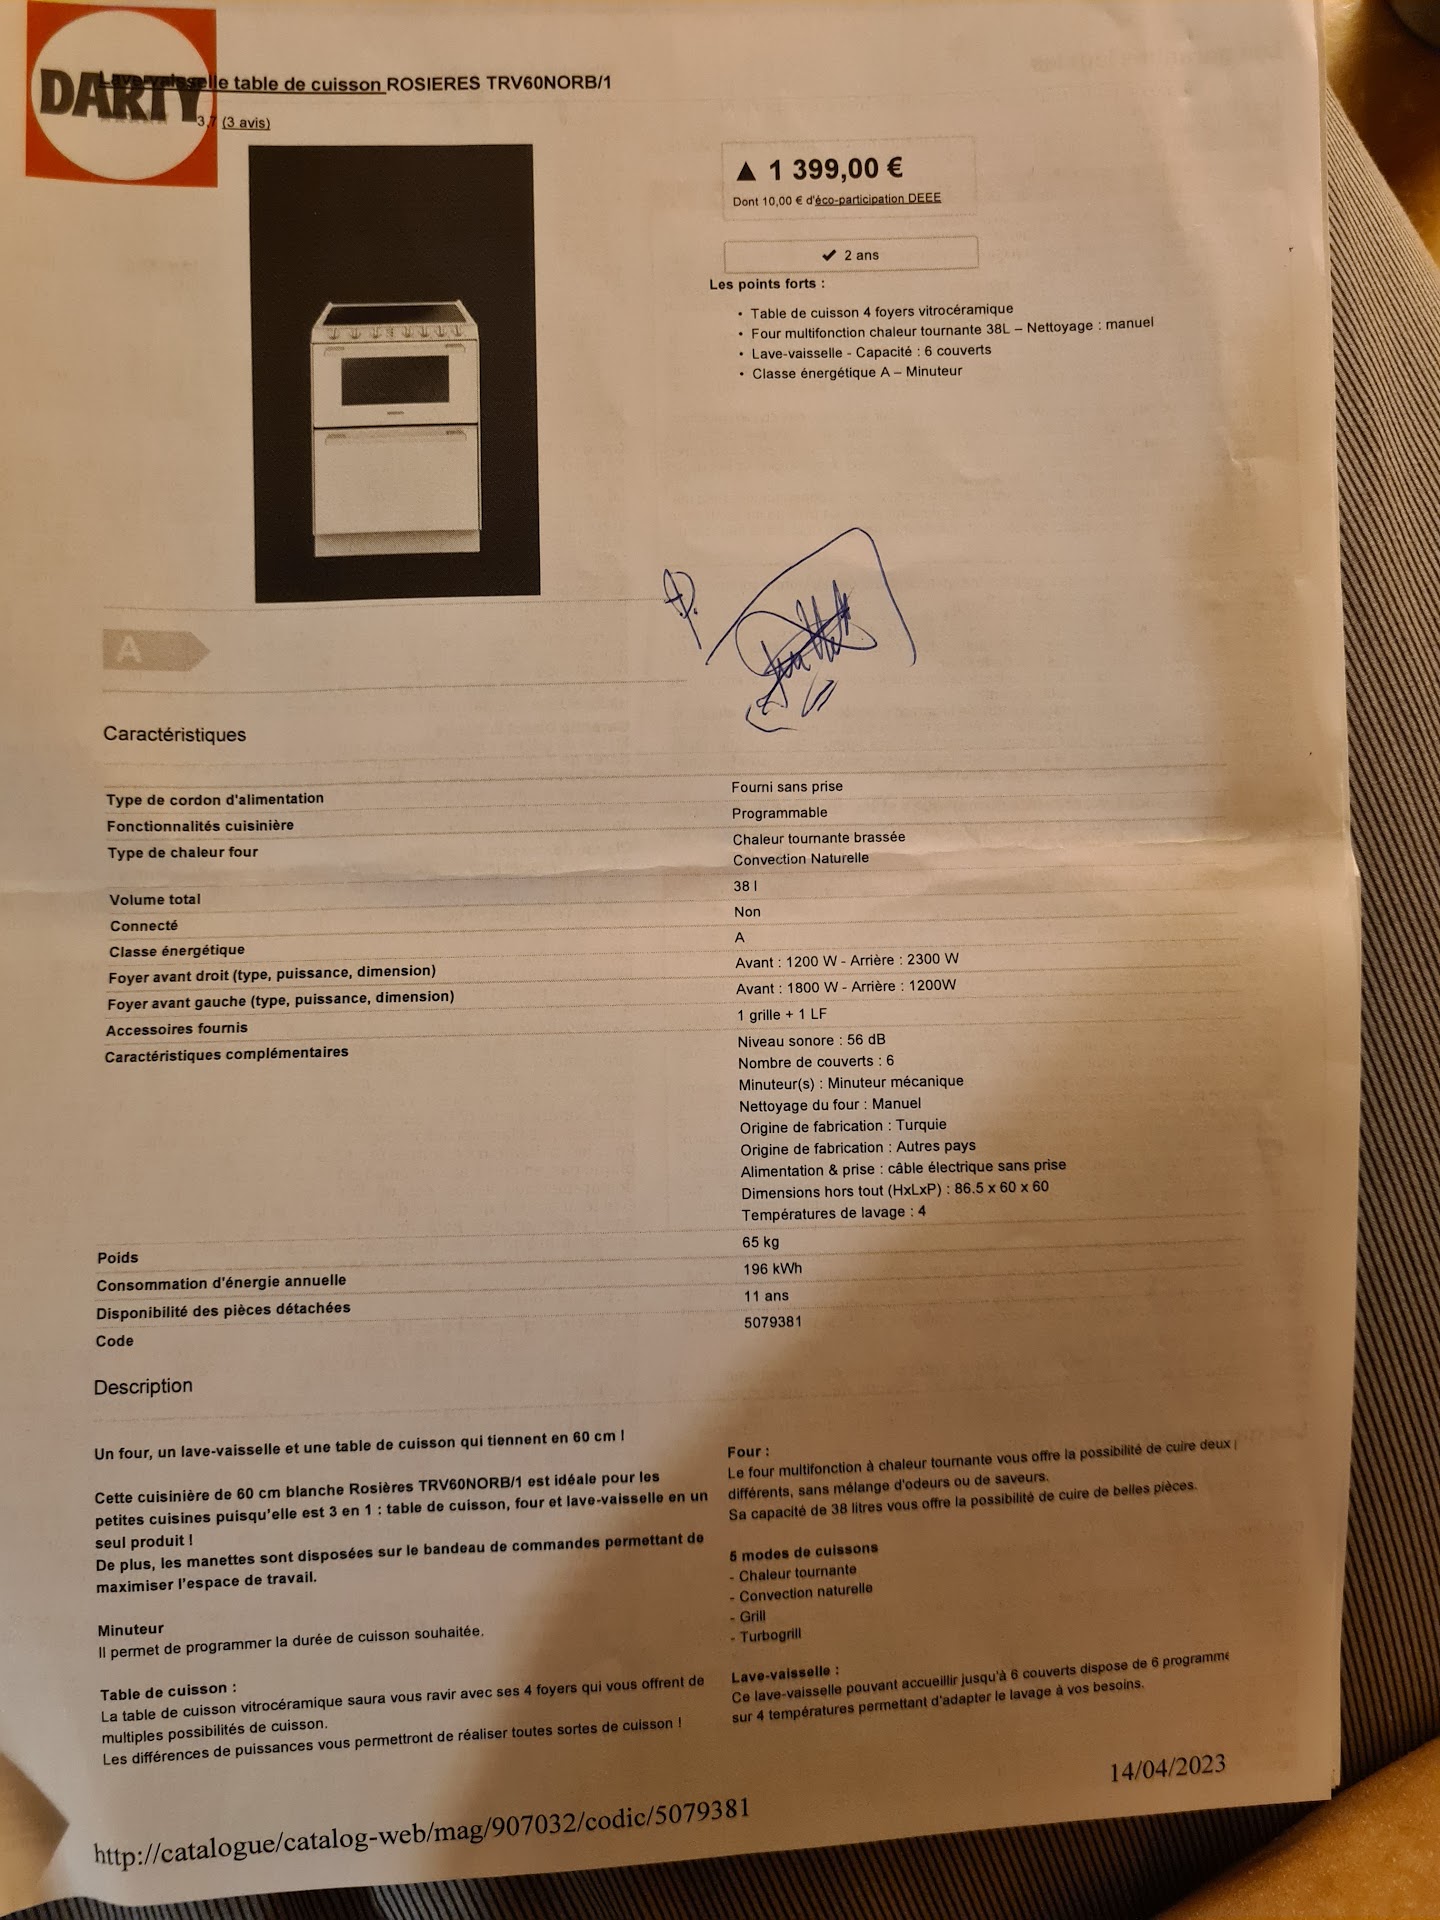 DARTY
Lave-vaisselle table de cuisson ROSIERES TRV60NORB/1
3,7 (3 avis)
▲ 1 399,00 €
Dont 10,00 € d'éco-participation DEEE
✔ 2 ans
Les points forts :
• Table de cuisson 4 foyers vitrocéramique
• Four multifonction chaleur tournante 38L – Nettoyage : manuel
• Lave-vaisselle - Capacité : 6 couverts
• Classe énergétique A – Minuteur
A
Caractéristiques
Type de cordon d'alimentation Fourni sans prise
Fonctionnalités cuisinière Programmable
Type de chaleur four Chaleur tournante brassée
Convection Naturelle
Volume total 38 l
Connecté Non
Classe énergétique A
Foyer avant droit (type, puissance, dimension) Avant : 1200 W - Arrière : 2300 W
Foyer avant gauche (type, puissance, dimension) Avant : 1800 W - Arrière : 1200W
Accessoires fournis 1 grille + 1 LF
Caractéristiques complémentaires Niveau sonore : 56 dB
Nombre de couverts : 6
Minuteur(s) : Minuteur mécanique
Nettoyage du four : Manuel
Origine de fabrication : Turquie
Origine de fabrication : Autres pays
Alimentation & prise : câble électrique sans prise
Dimensions hors tout (HxLxP) : 86.5 x 60 x 60
Températures de lavage : 4
Poids 65 kg
Consommation d'énergie annuelle 196 kWh
Disponibilité des pièces détachées 11 ans
Code 5079381
Description
Un four, un lave-vaisselle et une table de cuisson qui tiennent en 60 cm !
Cette cuisinière de 60 cm blanche Rosières TRV60NORB/1 est idéale pour les
petites cuisines puisqu'elle est 3 en 1 : table de cuisson, four et lave-vaisselle en un
seul produit !
De plus, les manettes sont disposées sur le bandeau de commandes permettant de
maximiser l'espace de travail.
Minuteur
Il permet de programmer la durée de cuisson souhaitée.
Table de cuisson :
La table de cuisson vitrocéramique saura vous ravir avec ses 4 foyers qui vous offrent de
multiples possibilités de cuisson.
Les différences de puissances vous permettront de réaliser toutes sortes de cuisson !
Four :
Le four multifonction à chaleur tournante vous offre la possibilité de cuire deux
différents, sans mélange d'odeurs ou de saveurs.
Sa capacité de 38 litres vous offre la possibilité de cuire de belles pièces.
5 modes de cuissons
- Chaleur tournante
- Convection naturelle
- Grill
- Turbogrill
Lave-vaisselle :
Ce lave-vaisselle pouvant accueillir jusqu'à 6 couverts dispose de 6 programme
sur 4 températures permettant d'adapter le lavage à vos besoins.
14/04/2023
http://catalogue/catalog-web/mag/907032/codic/5079381